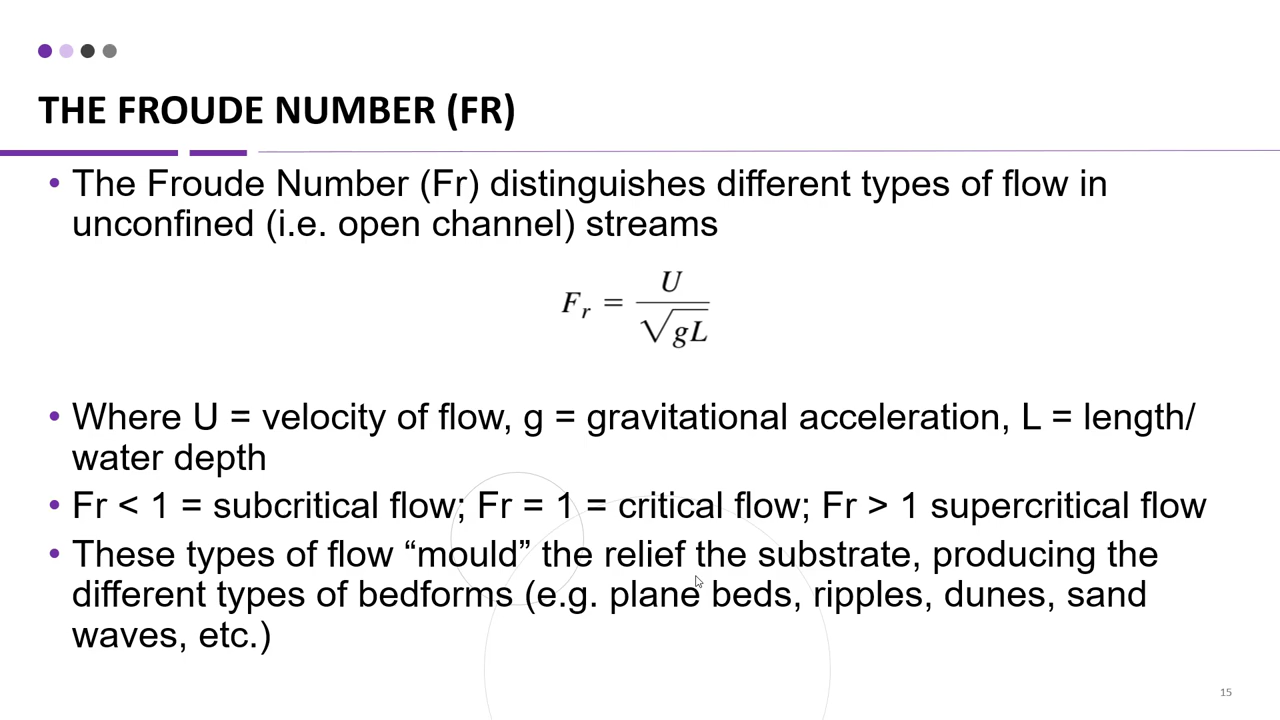 THE FROUDE NUMBER (FR)
• The Froude Number (Fr) distinguishes different types of flow in
unconfined (i.e. open channel) streams
F_r = U / √gL
• Where U = velocity of flow, g = gravitational acceleration, L = length/
water depth
• Fr < 1 = subcritical flow; Fr = 1 = critical flow; Fr > 1 supercritical flow
• These types of flow “mould” the relief the substrate, producing the
different types of bedforms (e.g. plane beds, ripples, dunes, sand
waves, etc.)
15